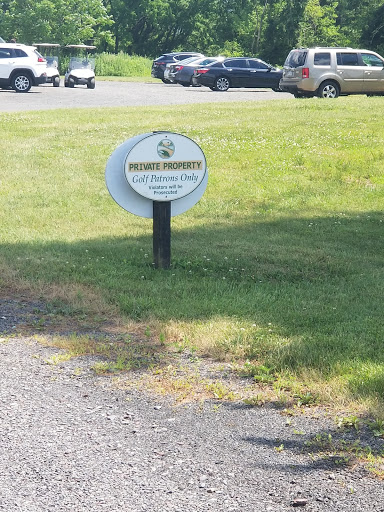 PRIVATE PROPERTY
Golf Patrons Only
Violators will be
Prosecuted